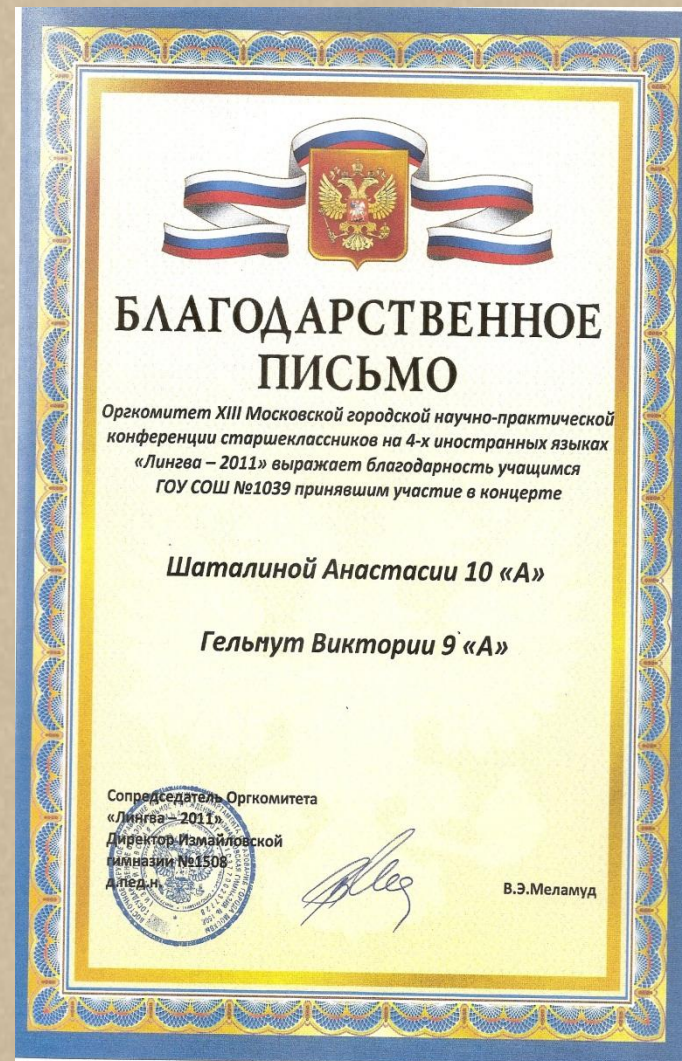 БЛАГОДАРСТВЕННОЕ
ПИСЬМО
Оргкомитет XIII Московской городской научно-практической
конференции старшеклассников на 4-х иностранных языках
«Лингва – 2011» выражает благодарность учащимся
ГОУ СОШ №1039 принявшим участие в концерте
Шаталиной Анастасии 10 «А»
Гельмут Виктории 9 «А»
Сопредседатель Оргкомитета
«Лингва – 2011»
Директор Измайловской
гимназии №1508
д.пед.н.
В.Э.Меламуд